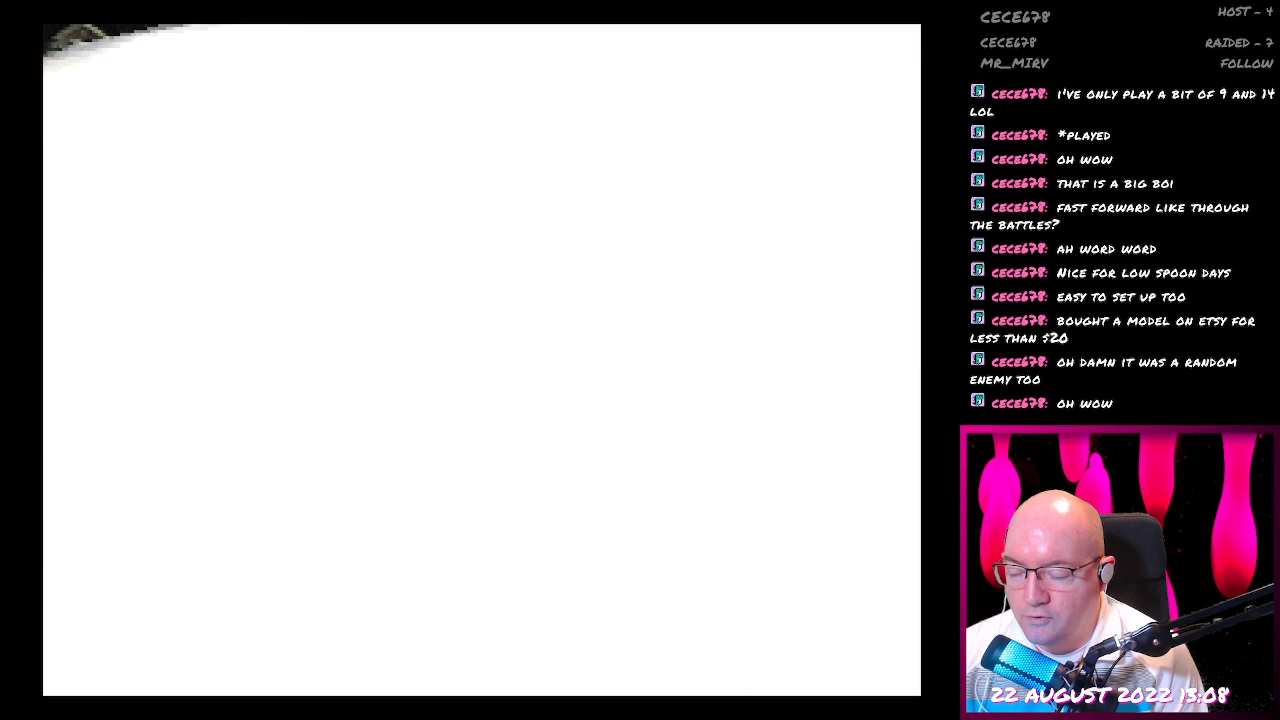 CECE678 HOST - 4
CECE678 RAIDED - 7
MR_MIRV FOLLOW
CECE678: I'VE ONLY PLAY A BIT OF 9 AND 14
LOL
CECE678: *PLAYED
CECE678: OH WOW
CECE678: THAT IS A BIG BOI
CECE678: FAST FORWARD LIKE THROUGH
THE BATTLES?
CECE678: AH WORD WORD
CECE678: NICE FOR LOW SPOON DAYS
CECE678: EASY TO SET UP TOO
CECE678: BOUGHT A MODEL ON ETSY FOR
LESS THAN $20
CECE678: OH DAMN IT WAS A RANDOM
ENEMY TOO
CECE678: OH WOW
22 AUGUST 2022 13:08